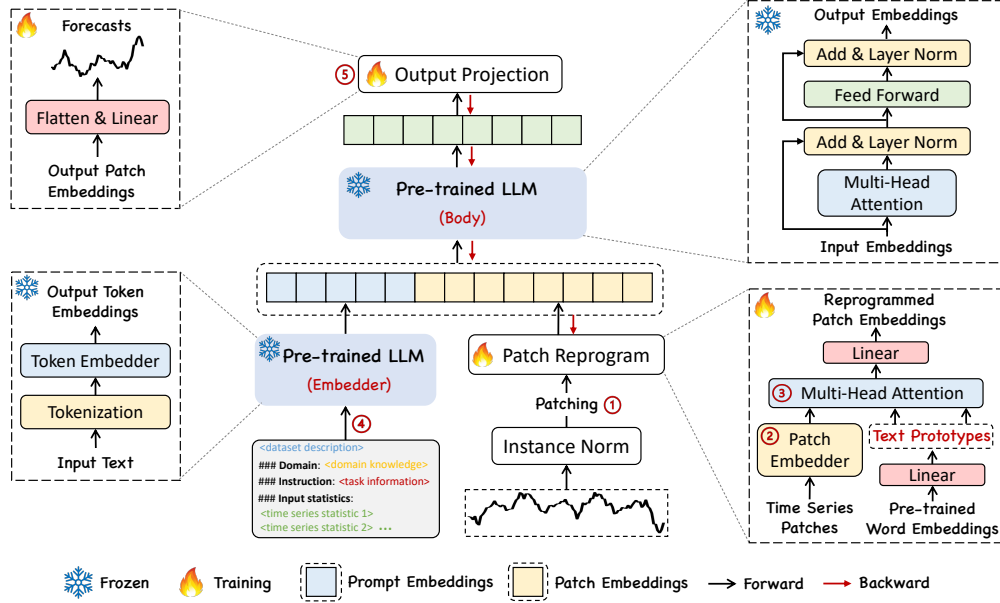 Forecasts
Flatten & Linear
Output Patch
Embeddings
⑤
Output Projection
Pre-trained LLM
(Body)
Output Embeddings
Add & Layer Norm
Feed Forward
Add & Layer Norm
Multi-Head
Attention
Input Embeddings
Output Token
Embeddings
Token Embedder
Tokenization
Input Text
Pre-trained LLM
(Embedder)
④
<dataset description>
### Domain: <domain knowledge>
### Instruction: <task information>
### Input statistics:
<time series statistic 1>
<time series statistic 2> ...
Patch Reprogram
Patching ①
Instance Norm
Reprogrammed
Patch Embeddings
Linear
③ Multi-Head Attention
② Patch
Embedder
Text Prototypes
Linear
Time Series
Patches
Pre-trained
Word Embeddings
Frozen
Training
Prompt Embeddings
Patch Embeddings
Forward
Backward